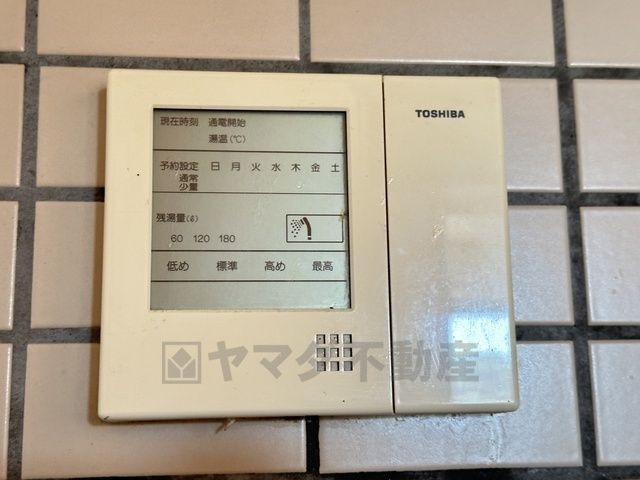 現在時刻 通電開始
湯温(℃)
TOSHIBA
予約設定 日 月 火 水 木 金 土
通常
少量
残湯量(ℓ)
60 120 180
低め 標準 高め 最高
ヤマダ不動産